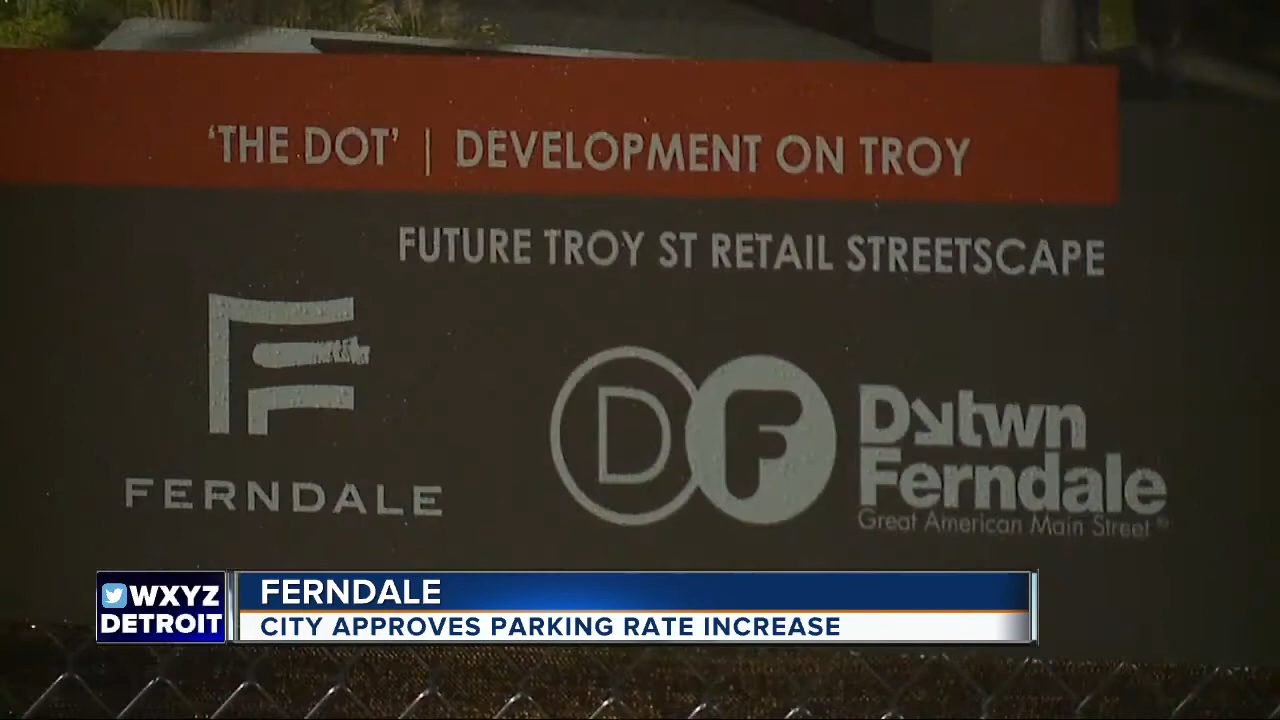 'THE DOT' | DEVELOPMENT ON TROY
FUTURE TROY ST RETAIL STREETSCAPE
F
FERNDALE
DF
D↘twn
Ferndale
Great American Main Street®
WXYZ
DETROIT
FERNDALE
CITY APPROVES PARKING RATE INCREASE